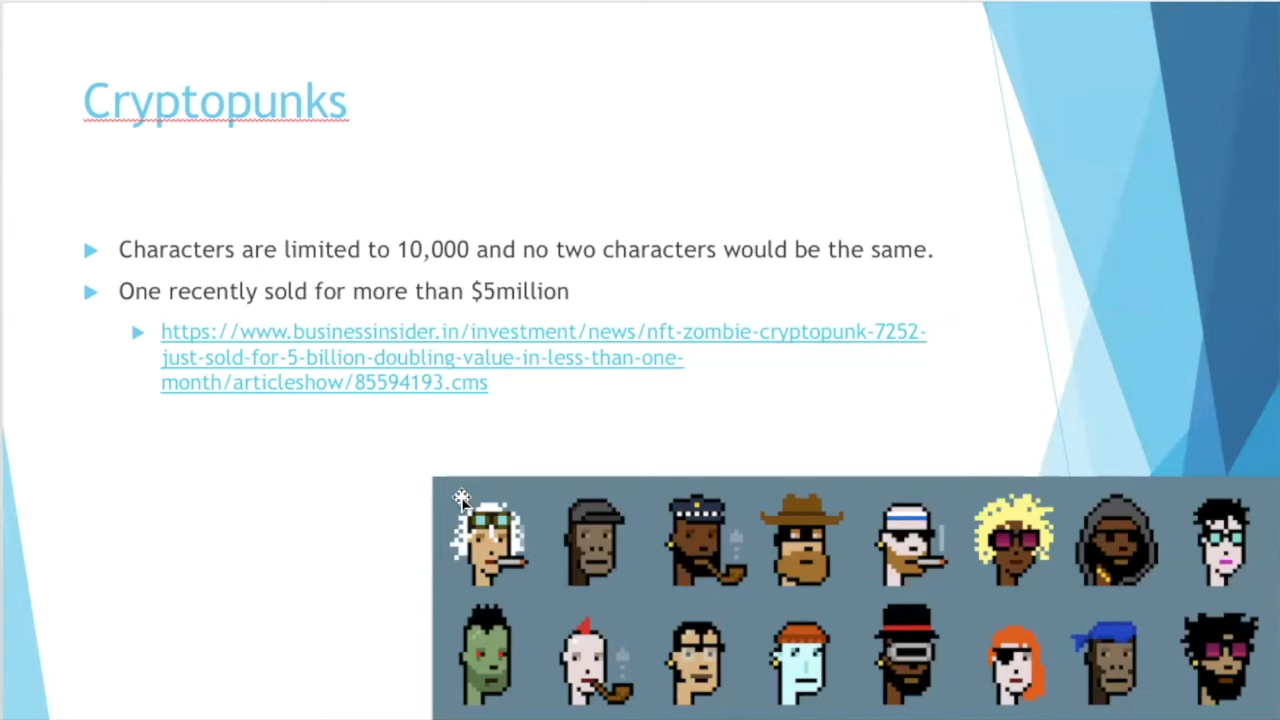 Cryptopunks
Characters are limited to 10,000 and no two characters would be the same.
One recently sold for more than $5million
https://www.businessinsider.in/investment/news/nft-zombie-cryptopunk-7252-
just-sold-for-5-billion-doubling-value-in-less-than-one-
month/articleshow/85594193.cms